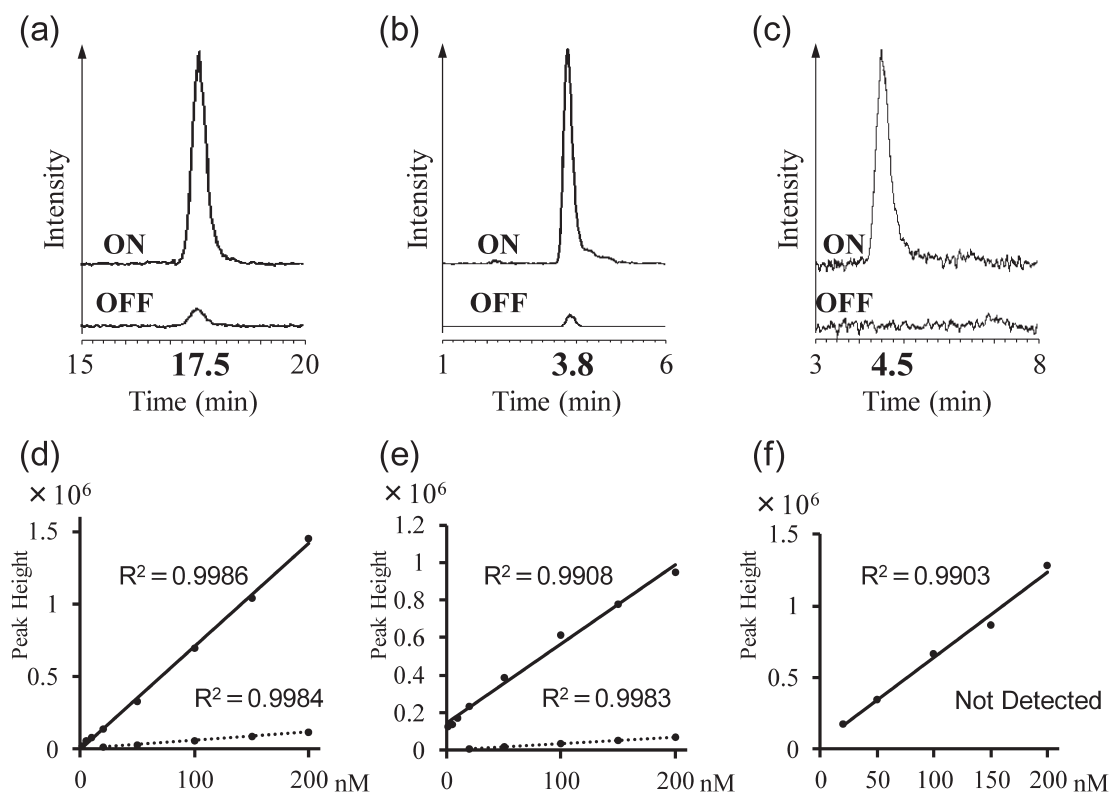 (a)
Intensity
ON
OFF
15 17.5 20
Time (min)
(b)
Intensity
ON
OFF
1 3.8 6
Time (min)
(c)
Intensity
ON
OFF
3 4.5 8
Time (min)
(d)
× 10⁶
Peak Height
1.5
1
0.5
0
R² = 0.9986
R² = 0.9984
0 100 200 nM
(e)
× 10⁶
Peak Height
1.2
1
0.8
0.6
0.4
0.2
0
R² = 0.9908
R² = 0.9983
0 100 200 nM
(f)
× 10⁶
Peak Height
1.5
1
0.5
0
R² = 0.9903
Not Detected
0 50 100 150 200 nM